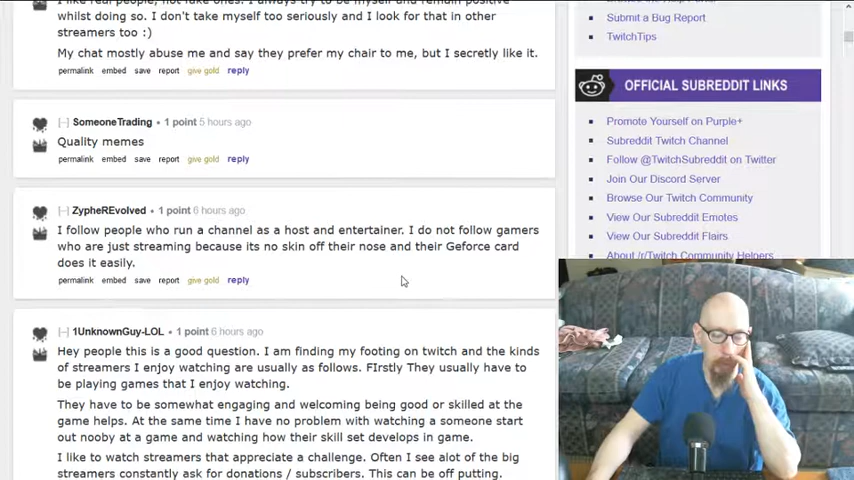 I like real people, not fake ones. I always try to be myself and remain positive
whilst doing so. I don't take myself too seriously and I look for that in other
streamers too :)
My chat mostly abuse me and say they prefer my chair to me, but I secretly like it.
permalink embed save report give gold reply
[–] SomeoneTrading • 1 point 5 hours ago
Quality memes
permalink embed save report give gold reply
[–] ZypheREvolved • 1 point 6 hours ago
I follow people who run a channel as a host and entertainer. I do not follow gamers
who are just streaming because its no skin off their nose and their Geforce card
does it easily.
permalink embed save report give gold reply
[–] 1UnknownGuy-LOL • 1 point 6 hours ago
Hey people this is a good question. I am finding my footing on twitch and the kinds
of streamers I enjoy watching are usually as follows. FIrstly They usually have to
be playing games that I enjoy watching.
They have to be somewhat engaging and welcoming being good or skilled at the
game helps. At the same time I have no problem with watching a someone start
out nooby at a game and watching how their skill set develops in game.
I like to watch streamers that appreciate a challenge. Often I see alot of the big
streamers constantly ask for donations / subscribers. This can be off putting.
Submit a Bug Report
TwitchTips
OFFICIAL SUBREDDIT LINKS
Promote Yourself on Purple+
Subreddit Twitch Channel
Follow @TwitchSubreddit on Twitter
Join Our Discord Server
Browse Our Twitch Community
View Our Subreddit Emotes
View Our Subreddit Flairs
About /r/Twitch Community Helpers